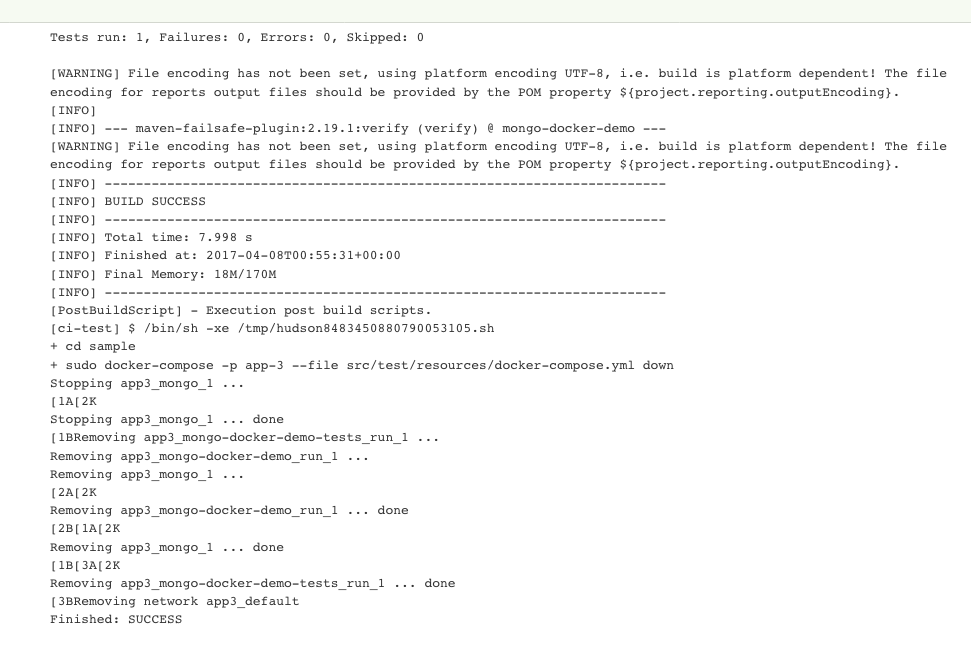 Tests run: 1, Failures: 0, Errors: 0, Skipped: 0
[WARNING] File encoding has not been set, using platform encoding UTF-8, i.e. build is platform dependent! The file
encoding for reports output files should be provided by the POM property ${project.reporting.outputEncoding}.
[INFO]
[INFO] --- maven-failsafe-plugin:2.19.1:verify (verify) @ mongo-docker-demo ---
[WARNING] File encoding has not been set, using platform encoding UTF-8, i.e. build is platform dependent! The file
encoding for reports output files should be provided by the POM property ${project.reporting.outputEncoding}.
[INFO] ------------------------------------------------------------------------
[INFO] BUILD SUCCESS
[INFO] ------------------------------------------------------------------------
[INFO] Total time: 7.998 s
[INFO] Finished at: 2017-04-08T00:55:31+00:00
[INFO] Final Memory: 18M/170M
[INFO] ------------------------------------------------------------------------
[PostBuildScript] - Execution post build scripts.
[ci-test] $ /bin/sh -xe /tmp/hudson8483450880790053105.sh
+ cd sample
+ sudo docker-compose -p app-3 --file src/test/resources/docker-compose.yml down
Stopping app3_mongo_1 ...
[1A[2K
Stopping app3_mongo_1 ... done
[1BRemoving app3_mongo-docker-demo-tests_run_1 ...
Removing app3_mongo-docker-demo_run_1 ...
Removing app3_mongo_1 ...
[2A[2K
Removing app3_mongo-docker-demo_run_1 ... done
[2B[1A[2K
Removing app3_mongo_1 ... done
[1B[3A[2K
Removing app3_mongo-docker-demo-tests_run_1 ... done
[3BRemoving network app3_default
Finished: SUCCESS